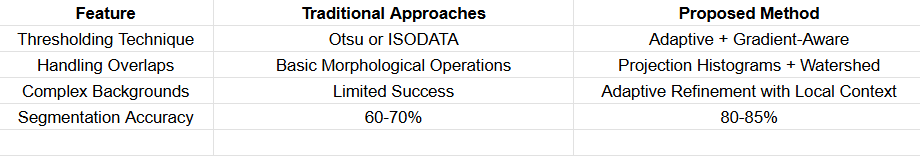 Feature Traditional Approaches Proposed Method
Thresholding Technique Otsu or ISODATA Adaptive + Gradient-Aware
Handling Overlaps Basic Morphological Operations Projection Histograms + Watershed
Complex Backgrounds Limited Success Adaptive Refinement with Local Context
Segmentation Accuracy 60-70% 80-85%